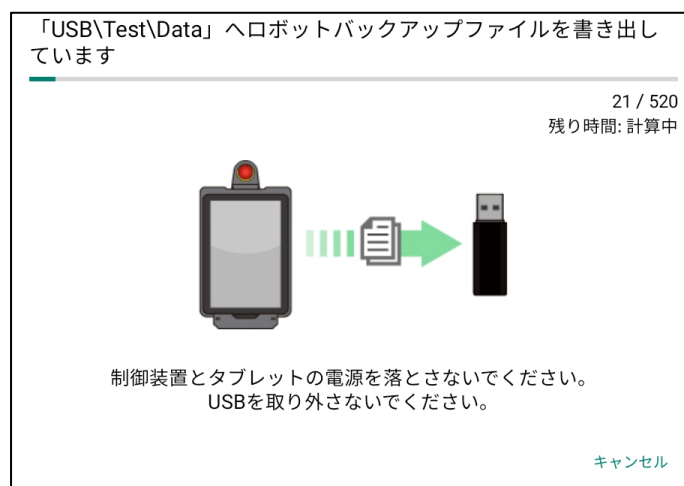 「USB\Test\Data」へロボットバックアップファイルを書き出し
ています
21 / 520
残り時間: 計算中
制御装置とタブレットの電源を落とさないでください。
USBを取り外さないでください。
キャンセル